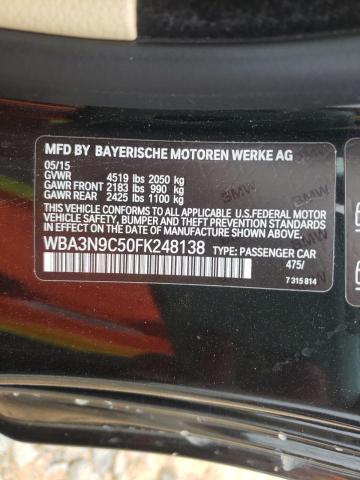 MFD BY BAYERISCHE MOTOREN WERKE AG
05/15
GVWR 4519 lbs 2050 kg
GAWR FRONT 2183 lbs 990 kg
GAWR REAR 2425 lbs 1100 kg
THIS VEHICLE CONFORMS TO ALL APPLICABLE U.S.FEDERAL MOTOR
VEHICLE SAFETY, BUMPER, AND THEFT PREVENTION STANDARDS
IN EFFECT ON THE DATE OF MANUFACTURE SHOWN ABOVE.
WBA3N9C50FK248138 TYPE: PASSENGER CAR
475/
7 315 814
BMW
BMW
BMW